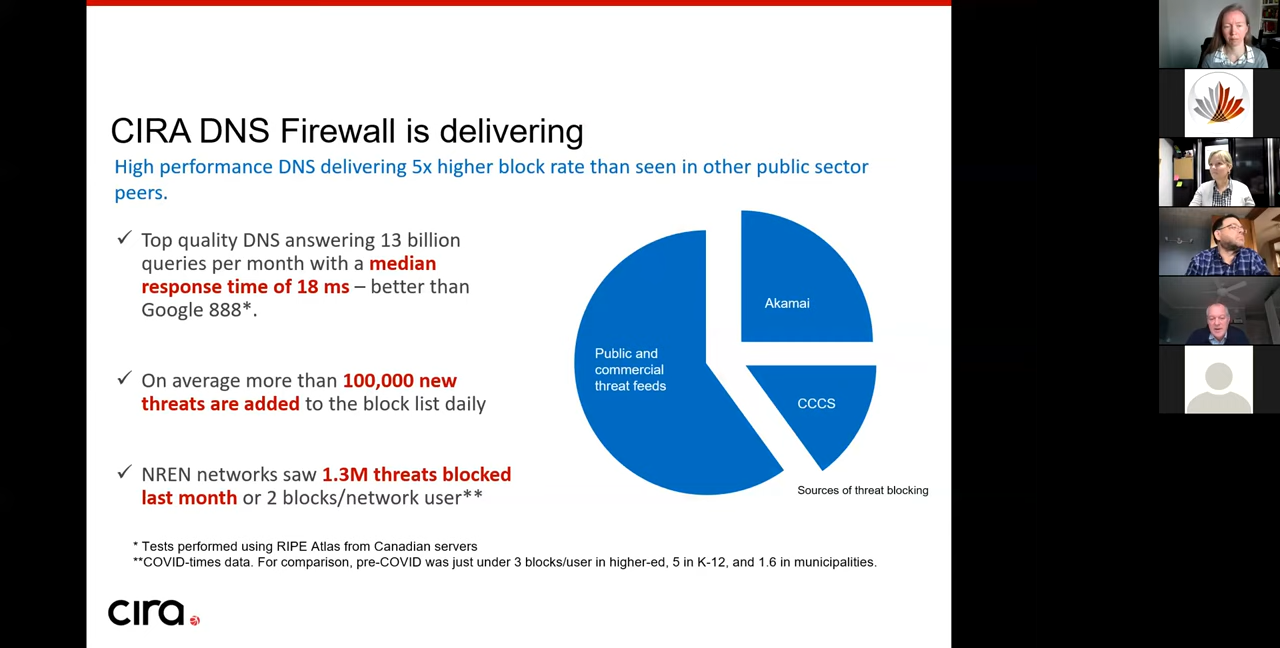 CIRA DNS Firewall is delivering
High performance DNS delivering 5x higher block rate than seen in other public sector
peers.
✓ Top quality DNS answering 13 billion
queries per month with a median
response time of 18 ms – better than
Google 888*.
✓ On average more than 100,000 new
threats are added to the block list daily
✓ NREN networks saw 1.3M threats blocked
last month or 2 blocks/network user**
Public and
commercial
threat feeds
Akamai
CCCS
Sources of threat blocking
* Tests performed using RIPE Atlas from Canadian servers
**COVID-times data. For comparison, pre-COVID was just under 3 blocks/user in higher-ed, 5 in K-12, and 1.6 in municipalities.
cira